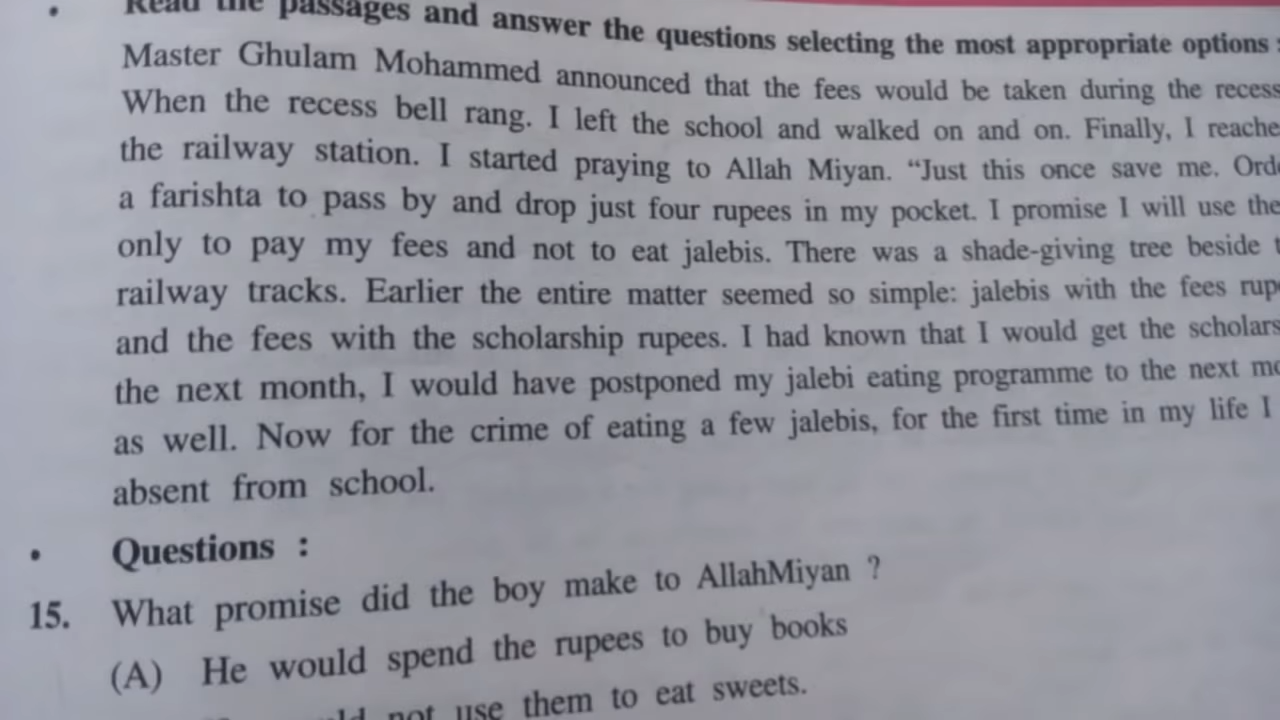 • Read the passages and answer the questions selecting the most appropriate options :
Master Ghulam Mohammed announced that the fees would be taken during the recess
When the recess bell rang. I left the school and walked on and on. Finally, I reache
the railway station. I started praying to Allah Miyan. “Just this once save me. Orde
a farishta to pass by and drop just four rupees in my pocket. I promise I will use the
only to pay my fees and not to eat jalebis. There was a shade-giving tree beside t
railway tracks. Earlier the entire matter seemed so simple: jalebis with the fees rup
and the fees with the scholarship rupees. I had known that I would get the scholars
the next month, I would have postponed my jalebi eating programme to the next mo
as well. Now for the crime of eating a few jalebis, for the first time in my life I
absent from school.
• Questions :
15. What promise did the boy make to AllahMiyan ?
(A) He would spend the rupees to buy books
not use them to eat sweets.